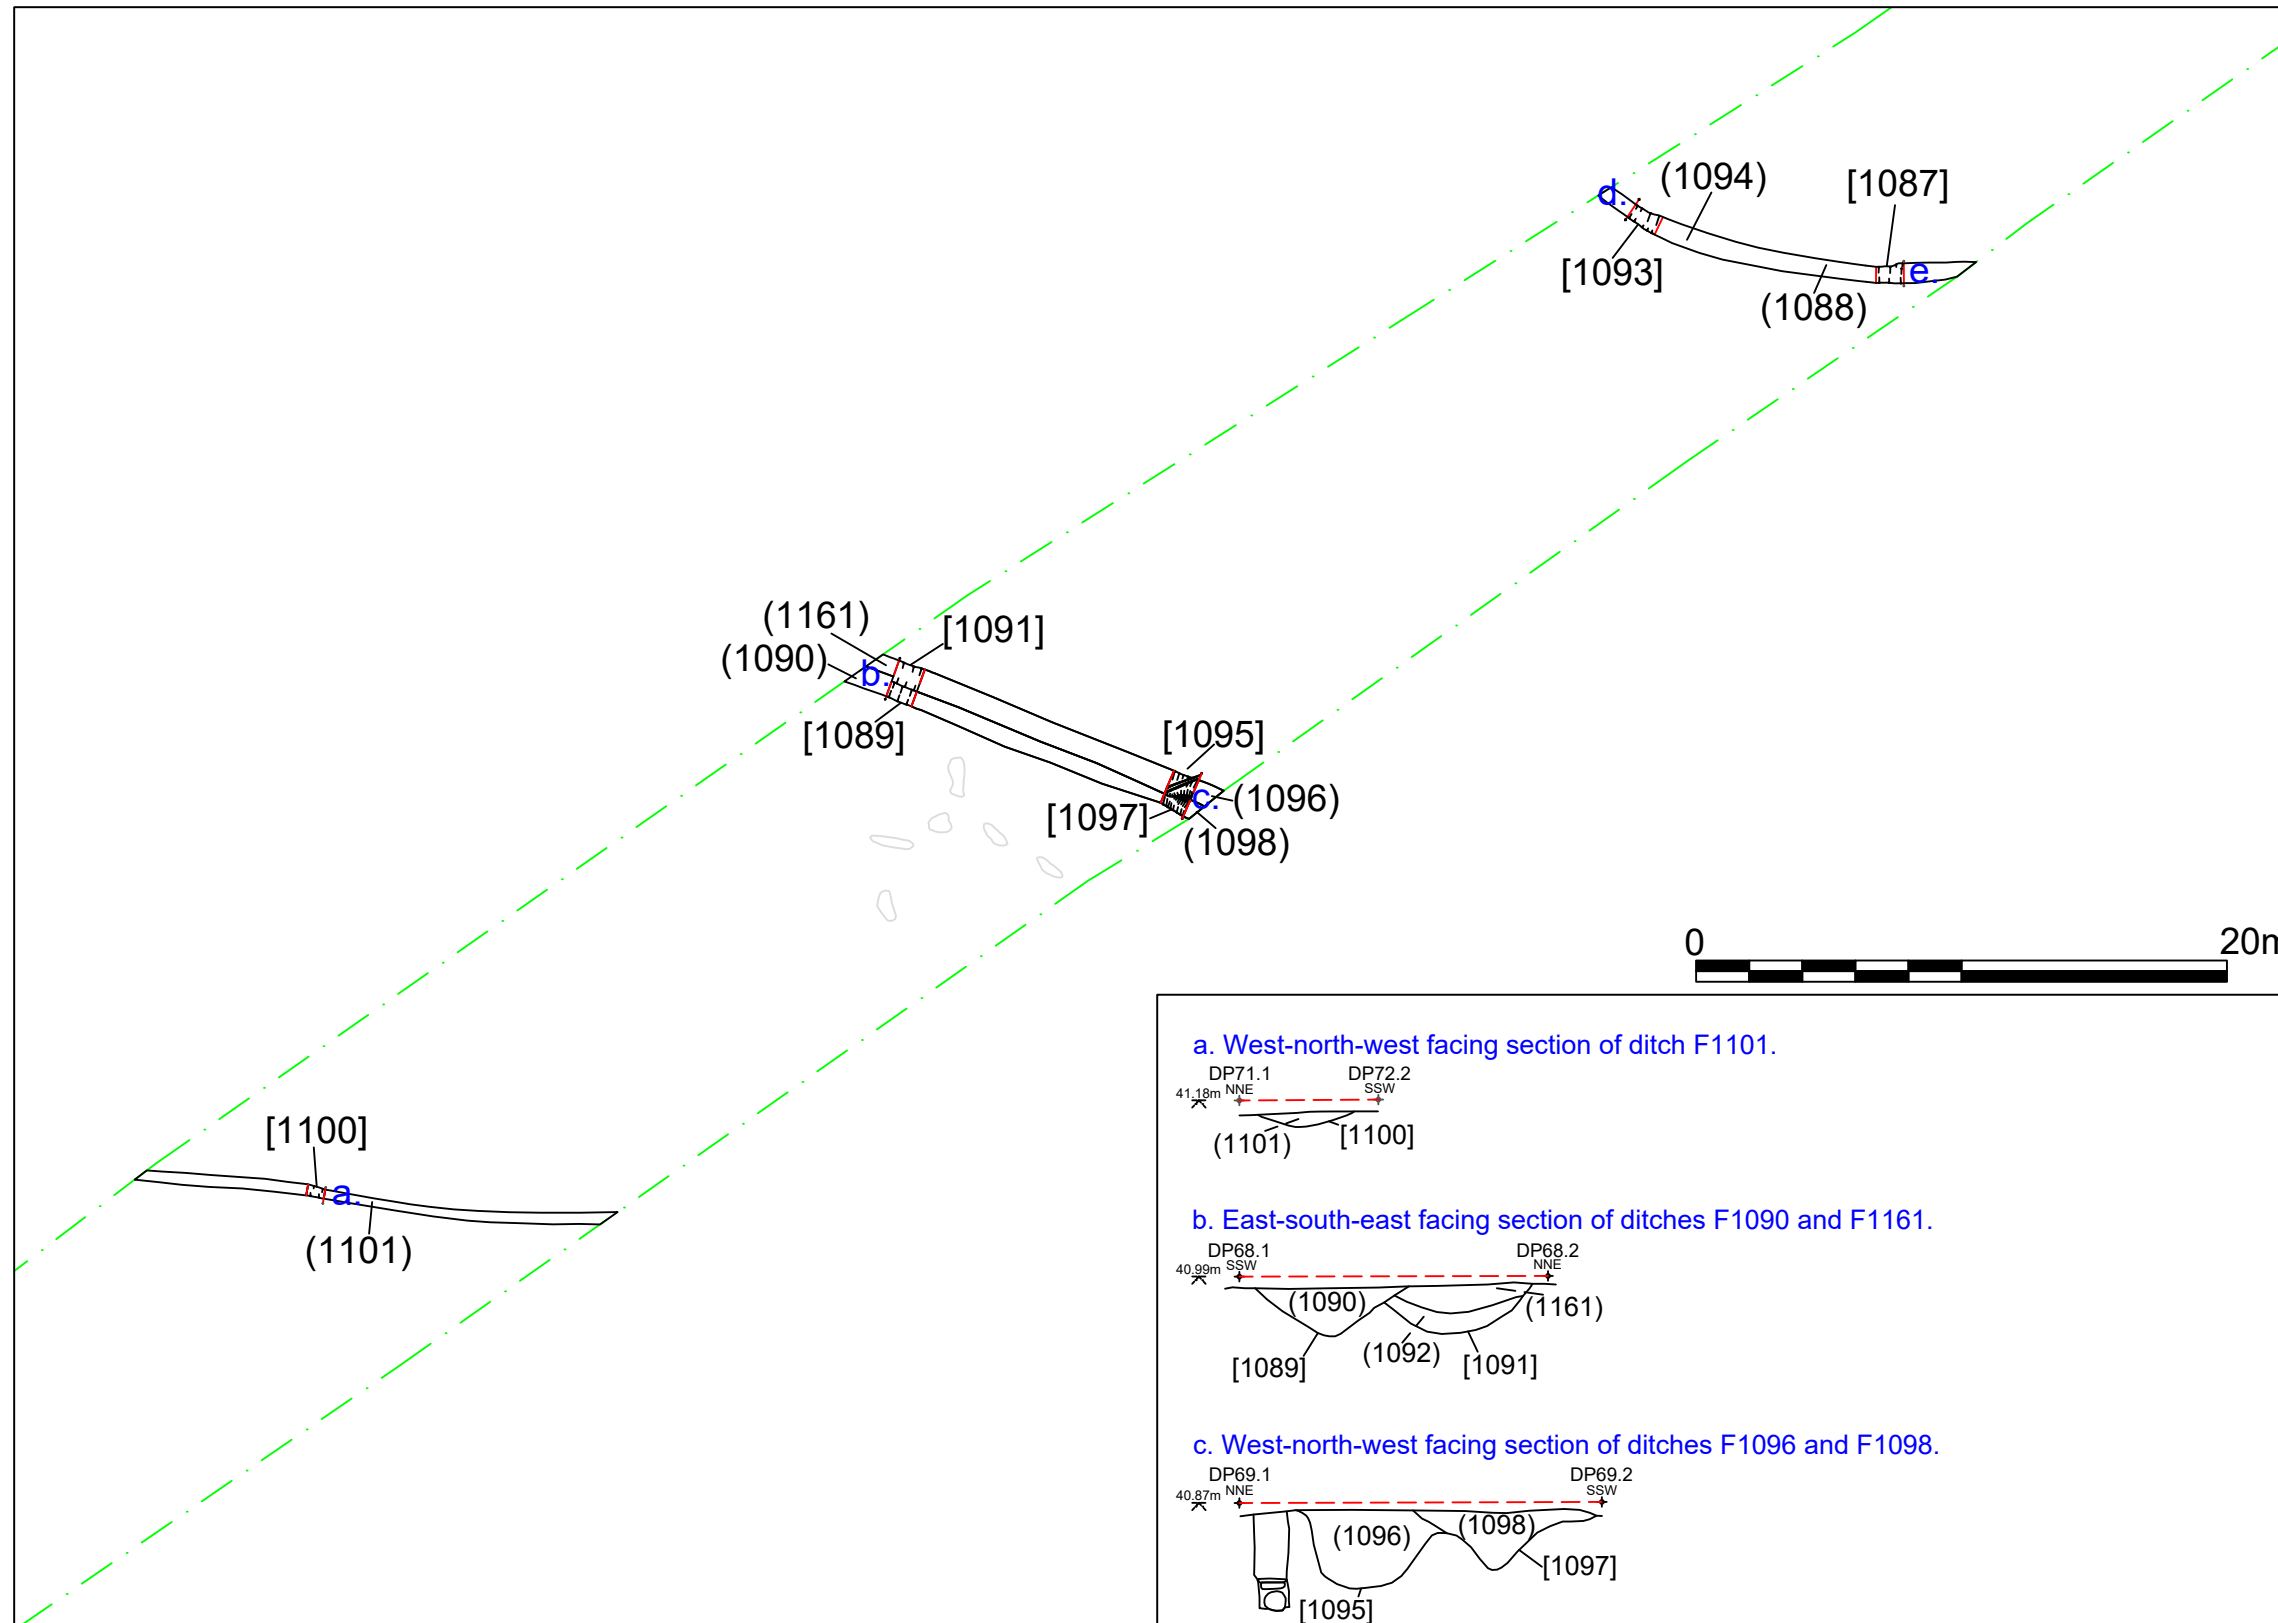 d.
(1094)
[1087]
[1093]
e.
(1088)
(1161)
[1091]
(1090)
b.
[1089]
[1095]
c.
(1096)
[1097]
(1098)
0
20m
[1100]
a.
(1101)
a. West-north-west facing section of ditch F1101.
DP71.1
DP72.2
41.18m
NNE
SSW
(1101)
[1100]
b. East-south-east facing section of ditches F1090 and F1161.
DP68.1
DP68.2
40.99m
SSW
NNE
(1090)
(1161)
(1092)
[1089]
[1091]
c. West-north-west facing section of ditches F1096 and F1098.
DP69.1
DP69.2
40.87m
NNE
SSW
(1096)
(1098)
[1097]
[1095]